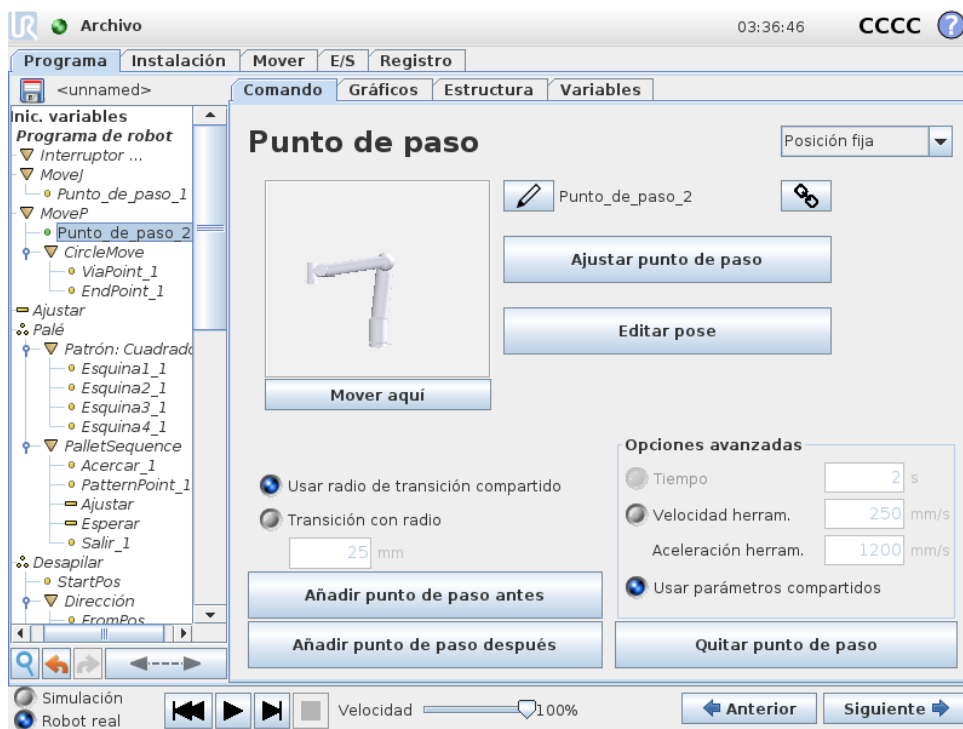 UR Archivo 03:36:46 CCCC ?
Programa Instalación Mover E/S Registro
<unnamed> Comando Gráficos Estructura Variables
Inic. variables
Programa de robot
Interruptor ...
MoveJ
Punto_de_paso_1
MoveP
Punto_de_paso_2
CircleMove
ViaPoint_1
EndPoint_1
Ajustar
Palé
Patrón: Cuadrado
Esquina1_1
Esquina2_1
Esquina3_1
Esquina4_1
PalletSequence
Acercar_1
PatternPoint_1
Ajustar
Esperar
Salir_1
Desapilar
StartPos
Dirección
FromPos
Punto de paso
Posición fija
Punto_de_paso_2
Ajustar punto de paso
Editar pose
Mover aquí
Usar radio de transición compartido
Transición con radio
25 mm
Opciones avanzadas
Tiempo 2 s
Velocidad herram. 250 mm/s
Aceleración herram. 1200 mm/s
Usar parámetros compartidos
Añadir punto de paso antes
Añadir punto de paso después
Quitar punto de paso
Simulación
Robot real
Velocidad 100%
Anterior
Siguiente